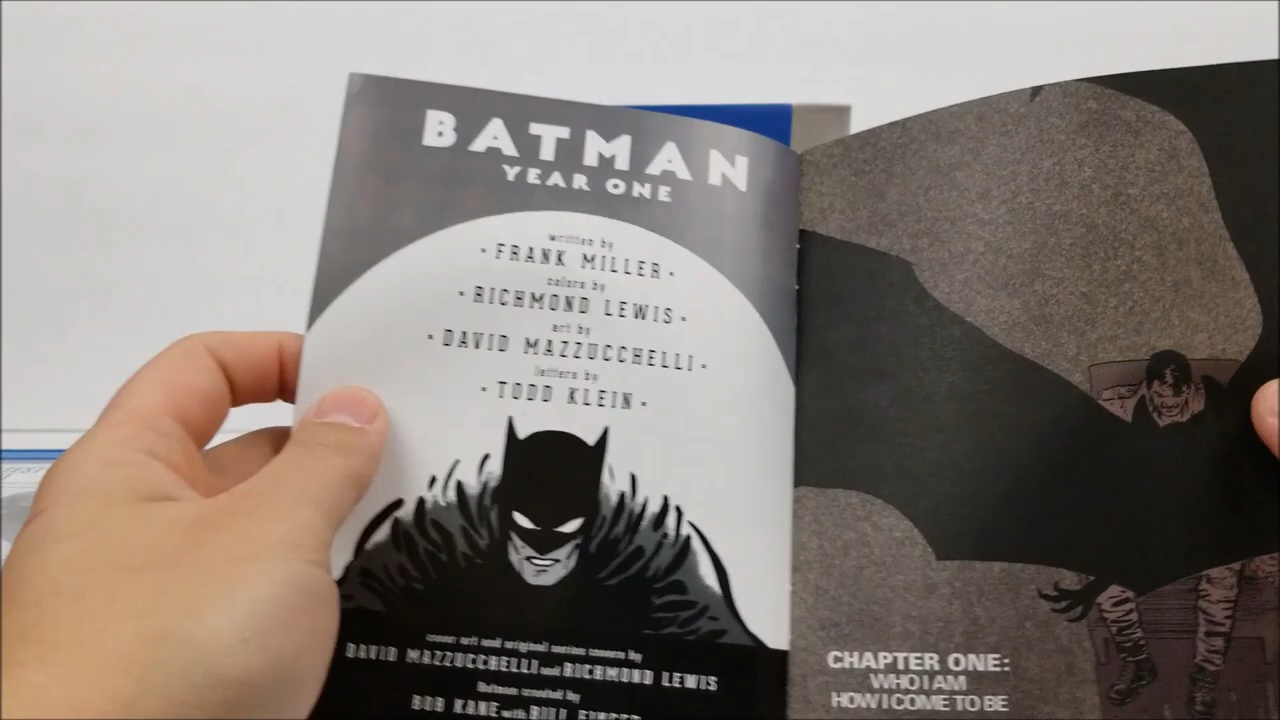 BATMAN
YEAR ONE
written by
• FRANK MILLER •
colors by
• RICHMOND LEWIS •
art by
• DAVID MAZZUCCHELLI •
letters by
• TODD KLEIN •
cover art and original series covers by
DAVID MAZZUCCHELLI and RICHMOND LEWIS
Batman created by
BOB KANE with BILL FINGER
CHAPTER ONE:
WHO I AM
HOW I COME TO BE